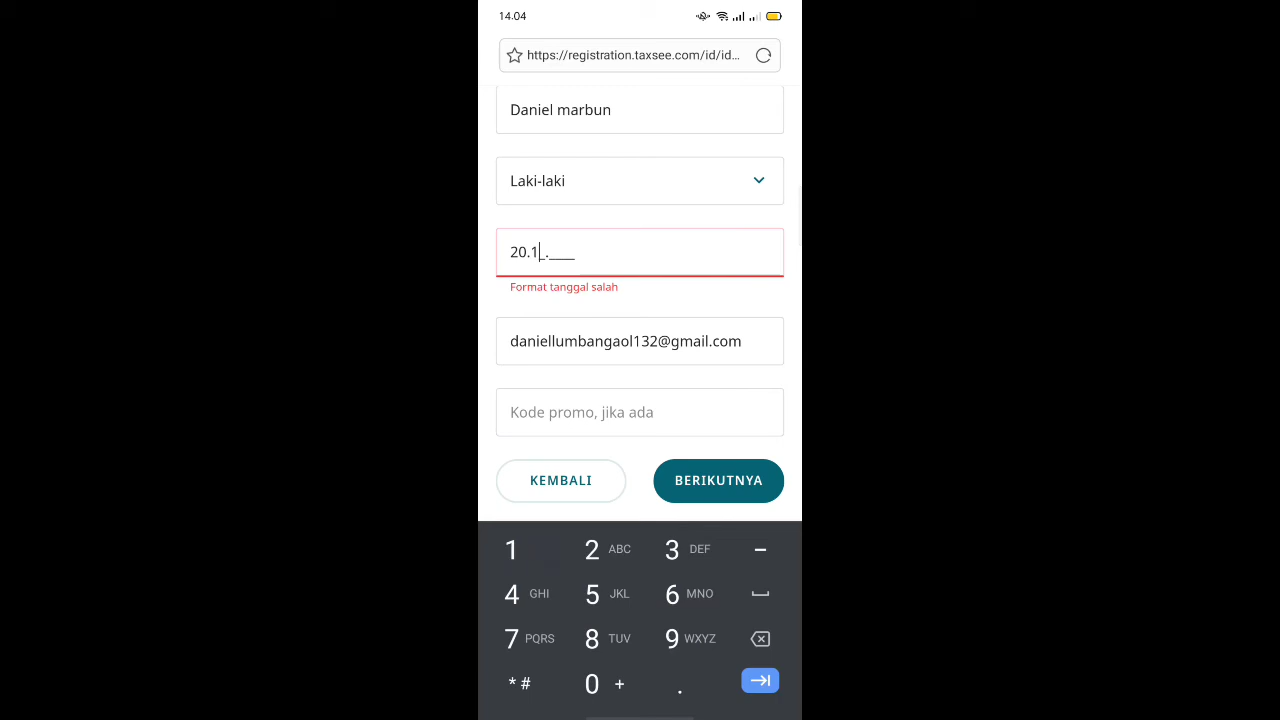 14.04
https://registration.taxsee.com/id/id...
Daniel marbun
Laki-laki
20.1_.____
Format tanggal salah
daniellumbangaol132@gmail.com
Kode promo, jika ada
KEMBALI BERIKUTNYA
1 2 ABC 3 DEF -
4 GHI 5 JKL 6 MNO
7 PQRS 8 TUV 9 WXYZ
* # 0 + .